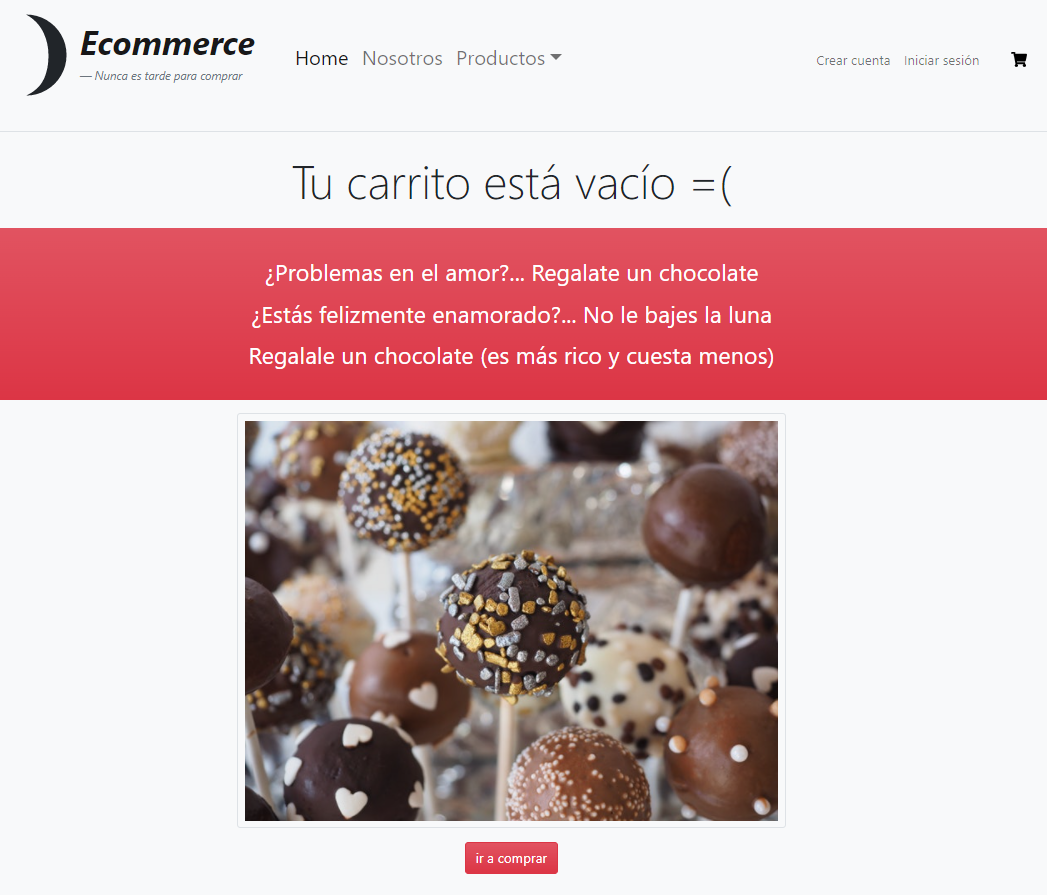 Ecommerce
— Nunca es tarde para comprar
Home Nosotros Productos
Crear cuenta Iniciar sesión
Tu carrito está vacío =(
¿Problemas en el amor?... Regalate un chocolate
¿Estás felizmente enamorado?... No le bajes la luna
Regalale un chocolate (es más rico y cuesta menos)
ir a comprar